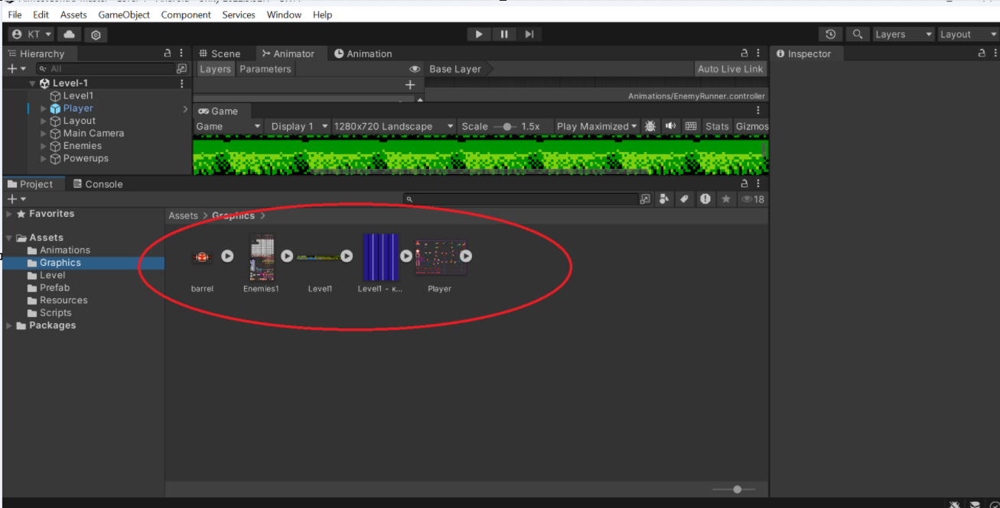 File Edit Assets GameObject Component Services Window Help
KT Layers Layout
Hierarchy
All
Level-1
Level1
Player
Layout
Main Camera
Enemies
Powerups
Scene Animator Animation
Layers Parameters Base Layer Auto Live Link
Animations/EnemyRunner.controller
Game
Game Display 1 1280x720 Landscape Scale 1.5x Play Maximized Stats Gizmos
Inspector
Project Console
18
Favorites
Assets
Animations
Graphics
Level
Prefab
Resources
Scripts
Packages
Assets > Graphics >
barrel Enemies1 Level1 Level1 - к... Player